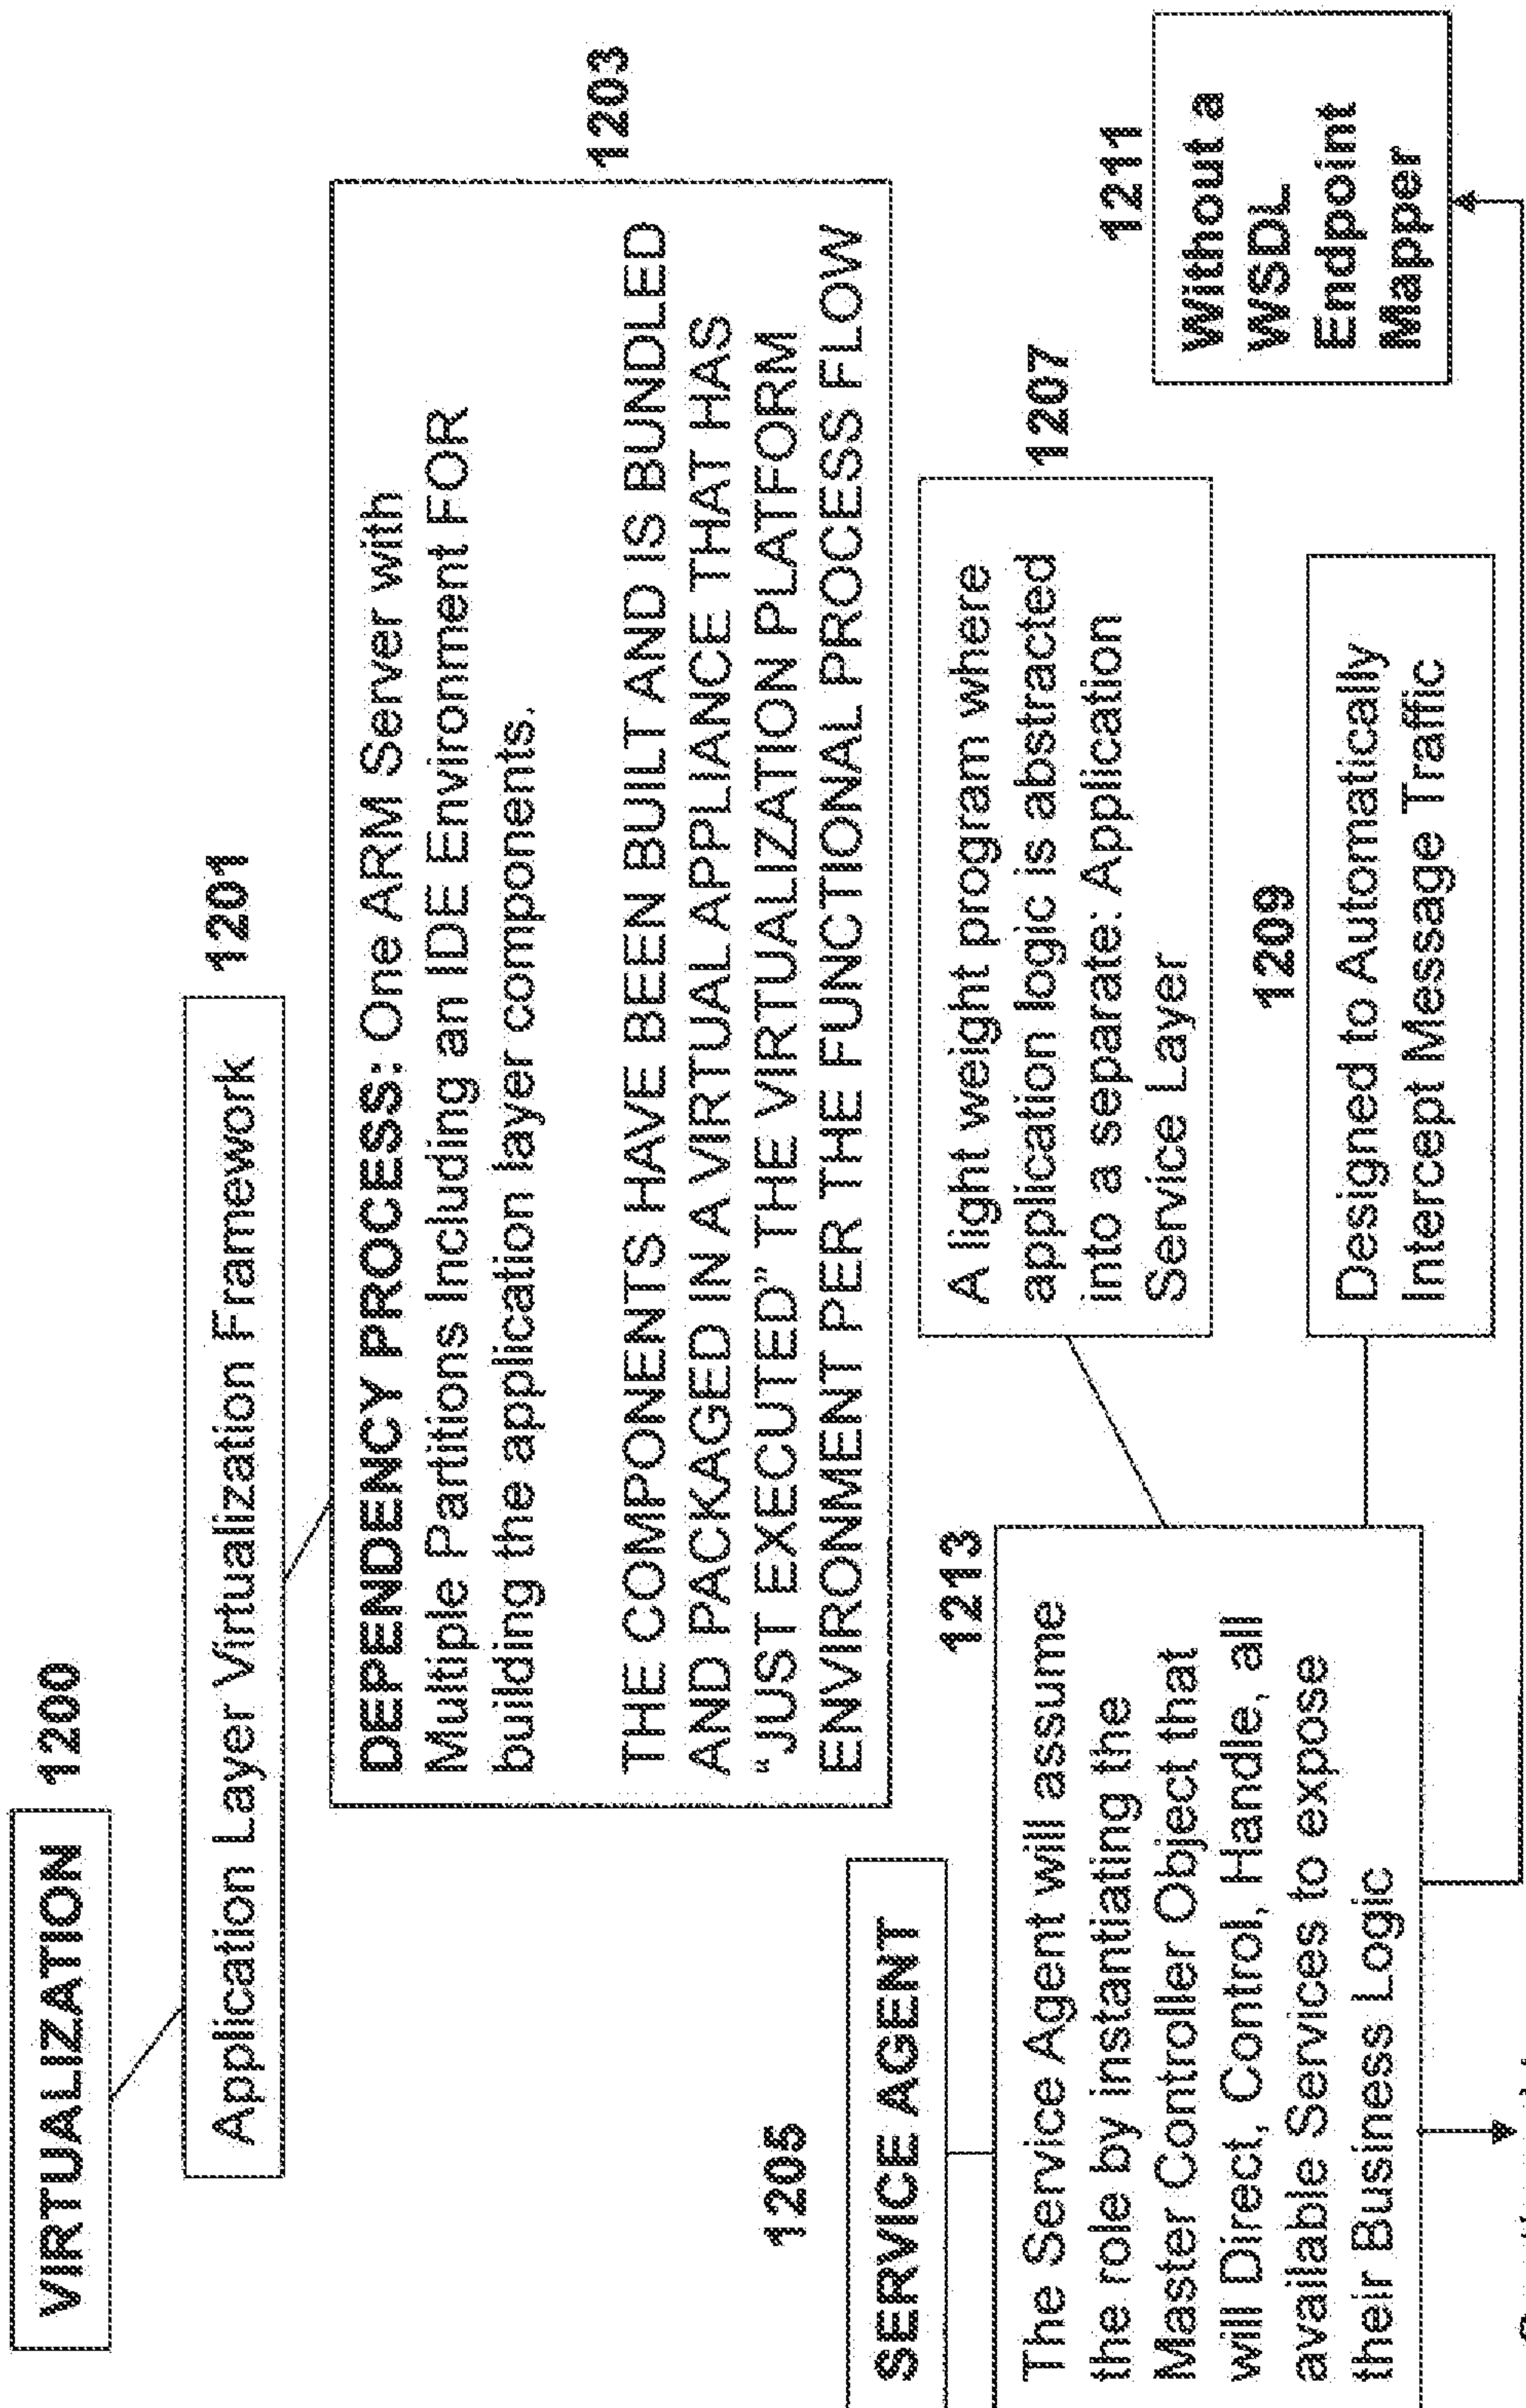 VIRTUALIZATION
1200
Application Layer Virtualization Framework
1201
DEPENDENCY PROCESS: One ARM Server with
Multiple Partitions Including an IDE Environment FOR
building the application layer components.
THE COMPONENTS HAVE BEEN BUILT AND IS BUNDLED
AND PACKAGED IN A VIRTUAL APPLIANCE THAT HAS
“JUST EXECUTED” THE VIRTUALIZATION PLATFORM
ENVIRONMENT PER THE FUNCTIONAL PROCESS FLOW
1203
1205
SERVICE AGENT
1213
The Service Agent will assume
the role by instantiating the
Master Controller Object that
will Direct, Control, Handle, all
available Services to expose
their Business Logic
A light weight program where
application logic is abstracted
into a separate: Application
Service Layer
1207
1209
Designed to Automatically
Intercept Message Traffic
1211
Without a
WSDL
Endpoint
Mapper